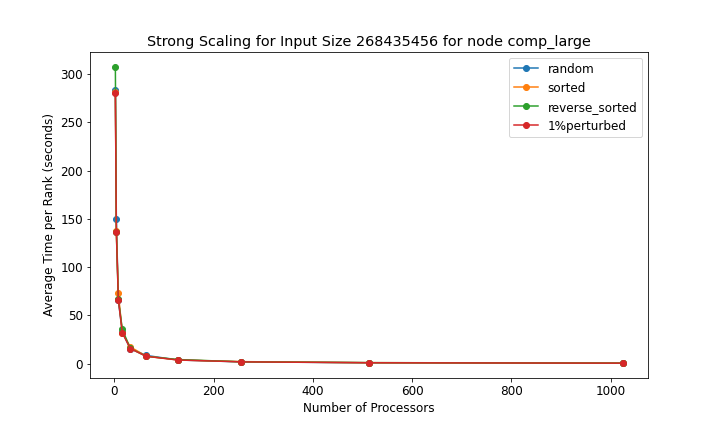 Strong Scaling for Input Size 268435456 for node comp_large
random
sorted
reverse_sorted
1%perturbed
Average Time per Rank (seconds)
300
250
200
150
100
50
0
0 200 400 600 800 1000
Number of Processors